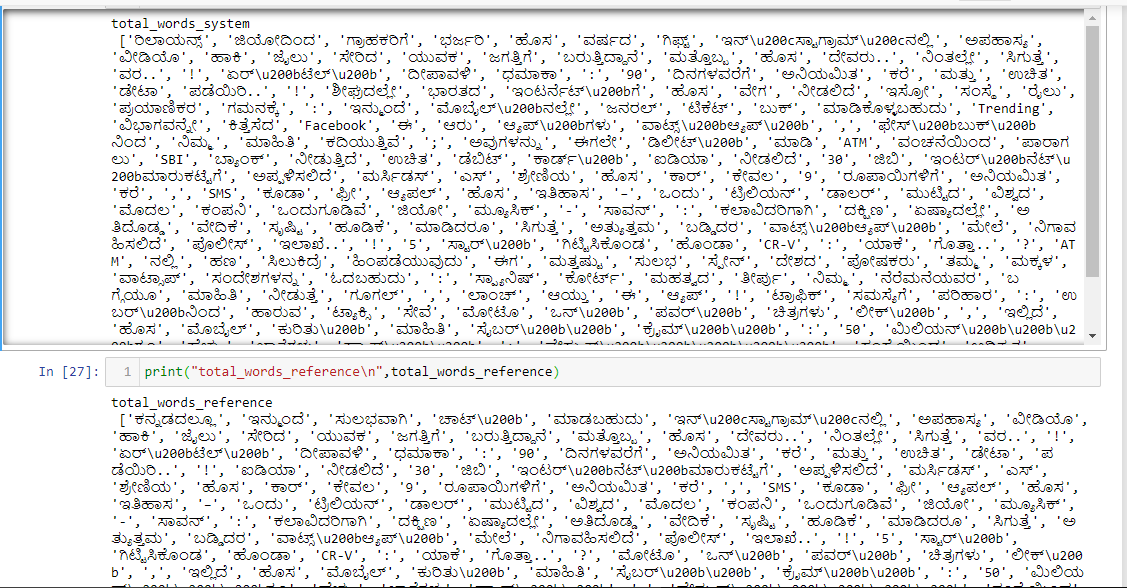 total_words_system
['ರಿಲಾಯನ್ಸ್', 'ಜಿಯೋದಿಂದ', 'ಗ್ರಾಹಕರಿಗೆ', 'ಭರ್ಜರಿ', 'ಹೊಸ', 'ವರ್ಷದ', 'ಗಿಫ್ಟ್', 'ಇನ್\u200cಸ್ಟಾಗ್ರಾಮ್\u200cನಲ್ಲಿ', 'ಅಪಹಾಸ್ಯ',
'ವೀಡಿಯೊ', 'ಹಾಕಿ', 'ಜೈಲು', 'ಸೇರಿದ', 'ಯುವಕ', 'ಜಗತ್ತಿಗೆ', 'ಬರುತ್ತಿದ್ದಾನೆ', 'ಮತ್ತೊಬ್ಬ', 'ಹೊಸ', 'ದೇವರು..', 'ನಿಂತಲ್ಲೇ', 'ಸಿಗುತ್ತೆ',
'ವರ..', '!', 'ಏರ್\u200bಟೆಲ್\u200b', 'ದೀಪಾವಳಿ', 'ಧಮಾಕಾ', ':', '90', 'ದಿನಗಳವರೆಗೆ', 'ಅನಿಯಮಿತ', 'ಕರೆ', 'ಮತ್ತು', 'ಉಚಿತ',
'ಡೇಟಾ', 'ಪಡೆಯಿರಿ..', '!', 'ಶೀಘ್ರದಲ್ಲೇ', 'ಭಾರತದ', 'ಇಂಟರ್ನೆಟ್\u200bಗೆ', 'ಹೊಸ', 'ವೇಗ', 'ನೀಡಲಿದೆ', 'ಇಸ್ರೋ', 'ಸಂಸ್ಥೆ', 'ರೈಲು',
'ಪ್ರಯಾಣಿಕರ', 'ಗಮನಕ್ಕೆ', ':', 'ಇನ್ಮುಂದೆ', 'ಮೊಬೈಲ್\u200bನಲ್ಲೇ', 'ಜನರಲ್', 'ಟಿಕೆಟ್', 'ಬುಕ್', 'ಮಾಡಿಕೊಳ್ಳಬಹುದು', 'Trending',
'ವಿಭಾಗವನ್ನೇ', 'ಕಿತ್ತೆಸೆದ', 'Facebook', 'ಈ', 'ಆರು', 'ಆ್ಯಪ್\u200bಗಳು', 'ವಾಟ್ಸ್\u200bಆ್ಯಪ್\u200b', ',', 'ಫೇಸ್\u200bಬುಕ್\u200b
ನಿಂದ', 'ನಿಮ್ಮ', 'ಮಾಹಿತಿ', 'ಕದಿಯುತ್ತಿವೆ', ';', 'ಅವುಗಳನ್ನು', 'ಈಗಲೇ', 'ಡಿಲೀಟ್\u200b', 'ಮಾಡಿ', 'ATM', 'ವಂಚನೆಯಿಂದ', 'ಪಾರಾಗ
ಲು', 'SBI', 'ಬ್ಯಾಂಕ್', 'ನೀಡುತ್ತಿದೆ', 'ಉಚಿತ', 'ಡೆಬಿಟ್', 'ಕಾರ್ಡ್\u200b', 'ಐಡಿಯಾ', 'ನೀಡಲಿದೆ', '30', 'ಜಿಬಿ', 'ಇಂಟರ್\u200bನೆಟ್\u
200bಮಾರುಕಟ್ಟೆಗೆ', 'ಅಪ್ಪಳಿಸಲಿದೆ', 'ಮರ್ಸಿಡಸ್', 'ಎಸ್', 'ಶ್ರೇಣಿಯ', 'ಹೊಸ', 'ಕಾರ್', 'ಕೇವಲ', '9', 'ರೂಪಾಯಿಗಳಿಗೆ', 'ಅನಿಯಮಿತ',
'ಕರೆ', ',', 'SMS', 'ಕೂಡಾ', 'ಫ್ರೀ', 'ಆ್ಯಪಲ್', 'ಹೊಸ', 'ಇತಿಹಾಸ', '–', 'ಒಂದು', 'ಟ್ರಿಲಿಯನ್', 'ಡಾಲರ್', 'ಮುಟ್ಟಿದ', 'ವಿಶ್ವದ',
'ಮೊದಲ', 'ಕಂಪನಿ', 'ಒಂದುಗೂಡಿವೆ', 'ಜಿಯೋ', 'ಮ್ಯೂಸಿಕ್', '-', 'ಸಾವನ್', ':', 'ಕಲಾವಿದರಿಗಾಗಿ', 'ದಕ್ಷಿಣ', 'ಏಷ್ಯಾದಲ್ಲೇ', 'ಅ
ತಿದೊಡ್ಡ', 'ವೇದಿಕೆ', 'ಸೃಷ್ಟಿ', 'ಹೂಡಿಕೆ', 'ಮಾಡಿದರೂ', 'ಸಿಗುತ್ತೆ', 'ಅತ್ಯುತ್ತಮ', 'ಬಡ್ಡಿದರ', 'ವಾಟ್ಸ್\u200bಆಪ್\u200b', 'ಮೇಲೆ', 'ನಿಗಾವ
ಹಿಸಲಿದೆ', 'ಪೊಲೀಸ್', 'ಇಲಾಖೆ..', '!', '5', 'ಸ್ಟಾರ್\u200b', 'ಗಿಟ್ಟಿಸಿಕೊಂಡ', 'ಹೊಂಡಾ', 'CR-V', ':', 'ಯಾಕೆ', 'ಗೊತ್ತಾ..', '?', 'AT
M', 'ನಲ್ಲಿ', 'ಹಣ', 'ಸಿಲುಕಿದ್ರೆ', 'ಹಿಂಪಡೆಯುವುದು', 'ಈಗ', 'ಮತ್ತಷ್ಟು', 'ಸುಲಭ', 'ಸ್ಪೇನ್', 'ದೇಶದ', 'ಪೋಷಕರು', 'ತಮ್ಮ', 'ಮಕ್ಕಳ',
'ವಾಟ್ಸಾಪ್', 'ಸಂದೇಶಗಳನ್ನು', 'ಓದಬಹುದು', ':', 'ಸ್ಪ್ಯಾನಿಷ್', 'ಕೋರ್ಟ್', 'ಮಹತ್ವದ', 'ತೀರ್ಪು', 'ನಿಮ್ಮ', 'ನೆರೆಮನೆಯವರ', 'ಬ
ಗ್ಗೆಯೂ', 'ಮಾಹಿತಿ', 'ನೀಡುತ್ತೆ', 'ಗೂಗಲ್', ',', 'ಲಾಂಚ್', 'ಆಯ್ತು', 'ಈ', 'ಆ್ಯಪ್', '!', 'ಟ್ರಾಫಿಕ್', 'ಸಮಸ್ಯೆಗೆ', 'ಪರಿಹಾರ', ':', 'ಉ
ಬರ್\u200bನಿಂದ', 'ಹಾರುವ', 'ಟ್ಯಾಕ್ಸಿ', 'ಸೇವೆ', 'ಮೋಟೊ', 'ಒನ್\u200b', 'ಪವರ್\u200b', 'ಚಿತ್ರಗಳು', 'ಲೀಕ್\u200b', ',', 'ಇಲ್ಲಿದೆ',
'ಹೊಸ', 'ಮೊಬೈಲ್', 'ಕುರಿತು\u200b', 'ಮಾಹಿತಿ', 'ಸೈಬರ್\u200b\u200b', 'ಕ್ರೈಮ್\u200b\u200b', ':', '50', 'ಮಿಲಿಯನ್\u200b\u200b\u2
In [27]: 1 print("total_words_reference\n",total_words_reference)
total_words_reference
['ಕನ್ನಡದಲ್ಲೂ', 'ಇನ್ಮುಂದೆ', 'ಸುಲಭವಾಗಿ', 'ಚಾಟ್\u200b', 'ಮಾಡಬಹುದು', 'ಇನ್\u200cಸ್ಟಾಗ್ರಾಮ್\u200cನಲ್ಲಿ', 'ಅಪಹಾಸ್ಯ', 'ವೀಡಿಯೊ',
'ಹಾಕಿ', 'ಜೈಲು', 'ಸೇರಿದ', 'ಯುವಕ', 'ಜಗತ್ತಿಗೆ', 'ಬರುತ್ತಿದ್ದಾನೆ', 'ಮತ್ತೊಬ್ಬ', 'ಹೊಸ', 'ದೇವರು..', 'ನಿಂತಲ್ಲೇ', 'ಸಿಗುತ್ತೆ', 'ವರ..', '!',
'ಏರ್\u200bಟೆಲ್\u200b', 'ದೀಪಾವಳಿ', 'ಧಮಾಕಾ', ':', '90', 'ದಿನಗಳವರೆಗೆ', 'ಅನಿಯಮಿತ', 'ಕರೆ', 'ಮತ್ತು', 'ಉಚಿತ', 'ಡೇಟಾ', 'ಪ
ಡೆಯಿರಿ..', '!', 'ಐಡಿಯಾ', 'ನೀಡಲಿದೆ', '30', 'ಜಿಬಿ', 'ಇಂಟರ್\u200bನೆಟ್\u200bಮಾರುಕಟ್ಟೆಗೆ', 'ಅಪ್ಪಳಿಸಲಿದೆ', 'ಮರ್ಸಿಡಸ್', 'ಎಸ್',
'ಶ್ರೇಣಿಯ', 'ಹೊಸ', 'ಕಾರ್', 'ಕೇವಲ', '9', 'ರೂಪಾಯಿಗಳಿಗೆ', 'ಅನಿಯಮಿತ', 'ಕರೆ', ',', 'SMS', 'ಕೂಡಾ', 'ಫ್ರೀ', 'ಆ್ಯಪಲ್', 'ಹೊಸ',
'ಇತಿಹಾಸ', '–', 'ಒಂದು', 'ಟ್ರಿಲಿಯನ್', 'ಡಾಲರ್', 'ಮುಟ್ಟಿದ', 'ವಿಶ್ವದ', 'ಮೊದಲ', 'ಕಂಪನಿ', 'ಒಂದುಗೂಡಿವೆ', 'ಜಿಯೋ', 'ಮ್ಯೂಸಿಕ್',
'-', 'ಸಾವನ್', ':', 'ಕಲಾವಿದರಿಗಾಗಿ', 'ದಕ್ಷಿಣ', 'ಏಷ್ಯಾದಲ್ಲೇ', 'ಅತಿದೊಡ್ಡ', 'ವೇದಿಕೆ', 'ಸೃಷ್ಟಿ', 'ಹೂಡಿಕೆ', 'ಮಾಡಿದರೂ', 'ಸಿಗುತ್ತೆ', 'ಅ
ತ್ಯುತ್ತಮ', 'ಬಡ್ಡಿದರ', 'ವಾಟ್ಸ್\u200bಆಪ್\u200b', 'ಮೇಲೆ', 'ನಿಗಾವಹಿಸಲಿದೆ', 'ಪೊಲೀಸ್', 'ಇಲಾಖೆ..', '!', '5', 'ಸ್ಟಾರ್\u200b',
'ಗಿಟ್ಟಿಸಿಕೊಂಡ', 'ಹೊಂಡಾ', 'CR-V', ':', 'ಯಾಕೆ', 'ಗೊತ್ತಾ..', '?', 'ಮೋಟೊ', 'ಒನ್\u200b', 'ಪವರ್\u200b', 'ಚಿತ್ರಗಳು', 'ಲೀಕ್\u200
b', ',', 'ಇಲ್ಲಿದೆ', 'ಹೊಸ', 'ಮೊಬೈಲ್', 'ಕುರಿತು\u200b', 'ಮಾಹಿತಿ', 'ಸೈಬರ್\u200b\u200b', 'ಕ್ರೈಮ್\u200b\u200b', ':', '50', 'ಮಿಲಿಯ